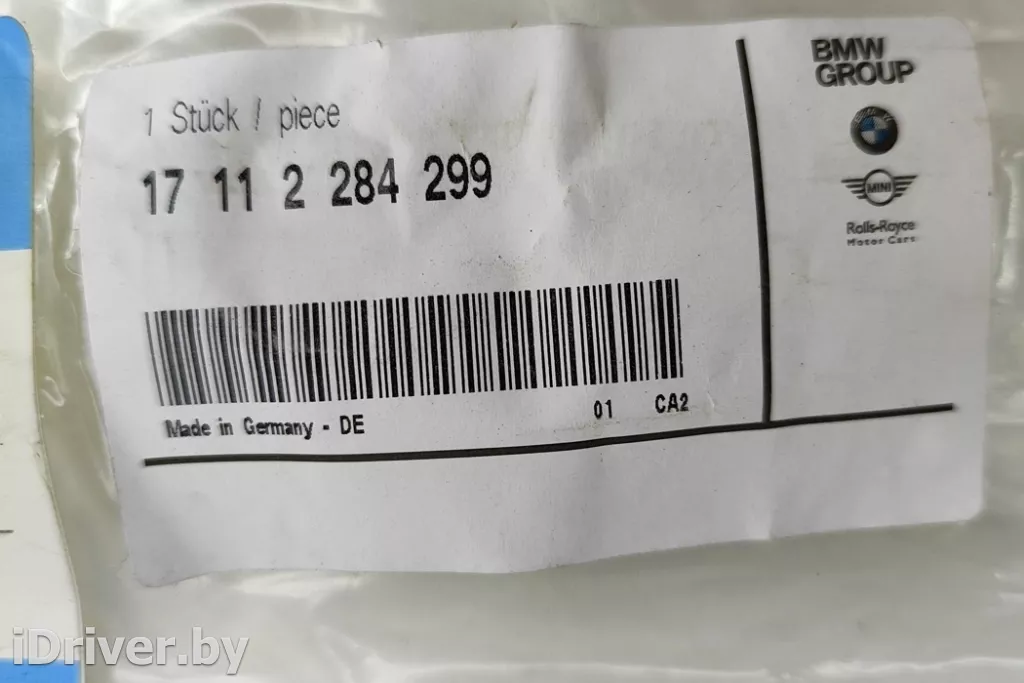 1 Stück / piece
17 11 2 284 299
Made in Germany - DE
01 CA2
BMW
GROUP
MINI
Rolls-Royce
Motor Cars
iDriver.by